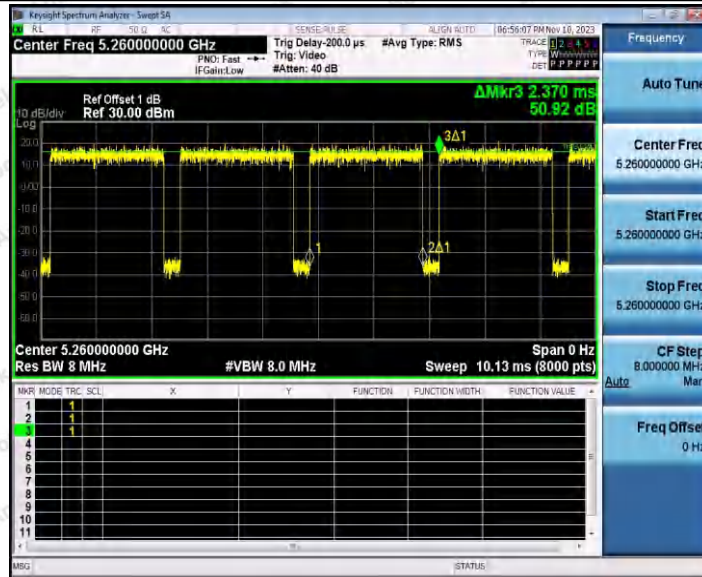 Keysight Spectrum Analyzer - Swept SA
RL RF 50 Ω AC SENSE:PULSE ALIGN AUTO 06:56:07 PM Nov 18, 2023
Center Freq 5.260000000 GHz
PNO: Fast
IFGain:Low
Trig Delay-200.0 µs
Trig: Video
#Atten: 40 dB
#Avg Type: RMS
TRACE 1 2 3 4 5 6
TYPE W
DET P P P P P P
Frequency
Auto Tune
Center Freq
5.260000000 GHz
Start Freq
5.260000000 GHz
Stop Freq
5.260000000 GHz
CF Step
8.000000 MHz
Auto Man
Freq Offset
0 Hz
Ref Offset 1 dB
10 dB/div Ref 30.00 dBm
Log
ΔMkr3 2.370 ms
50.92 dB
20.0
10.0
0.00
-10.0
-20.0
-30.0
-40.0
-50.0
-60.0
3Δ1
1
2Δ1
Center 5.260000000 GHz Span 0 Hz
Res BW 8 MHz #VBW 8.0 MHz Sweep 10.13 ms (8000 pts)
MKR MODE TRC SCL X Y FUNCTION FUNCTION WIDTH FUNCTION VALUE
1 1
2 1
3 1
4
5
6
7
8
9
10
11
MSG STATUS